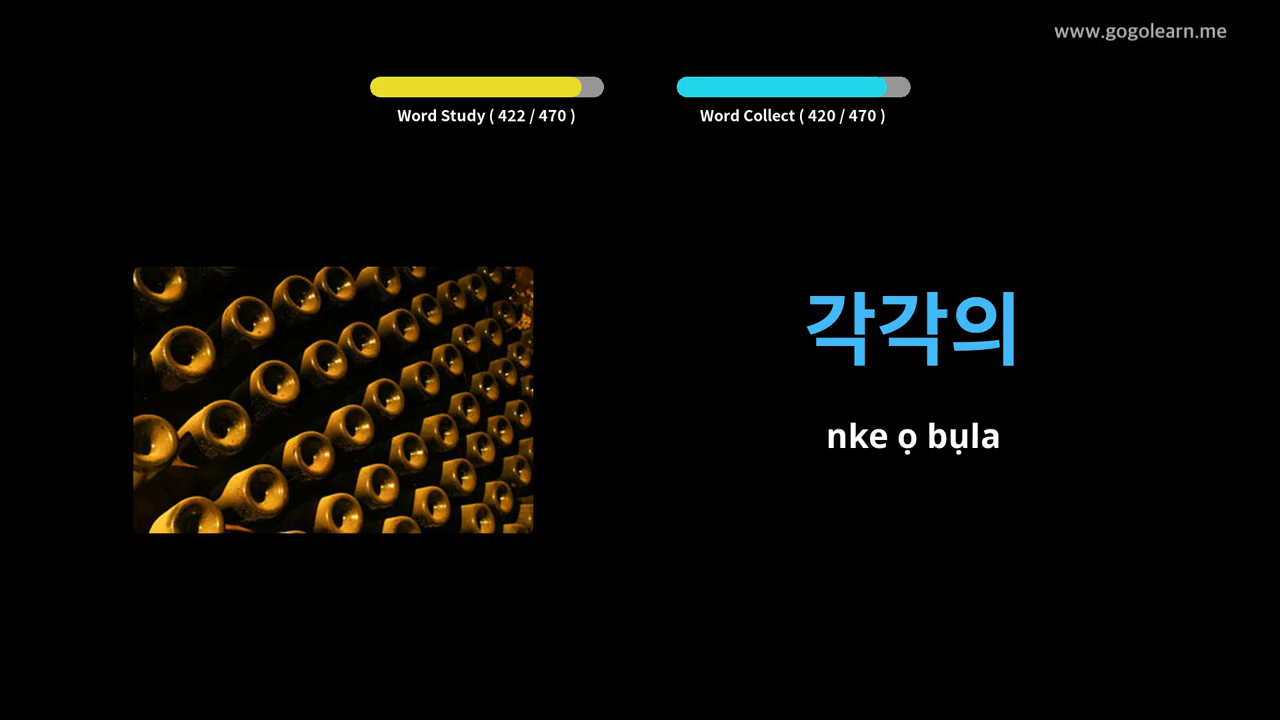 www.gogolearn.me
Word Study ( 422 / 470 )
Word Collect ( 420 / 470 )
각각의
nke ọ bụla